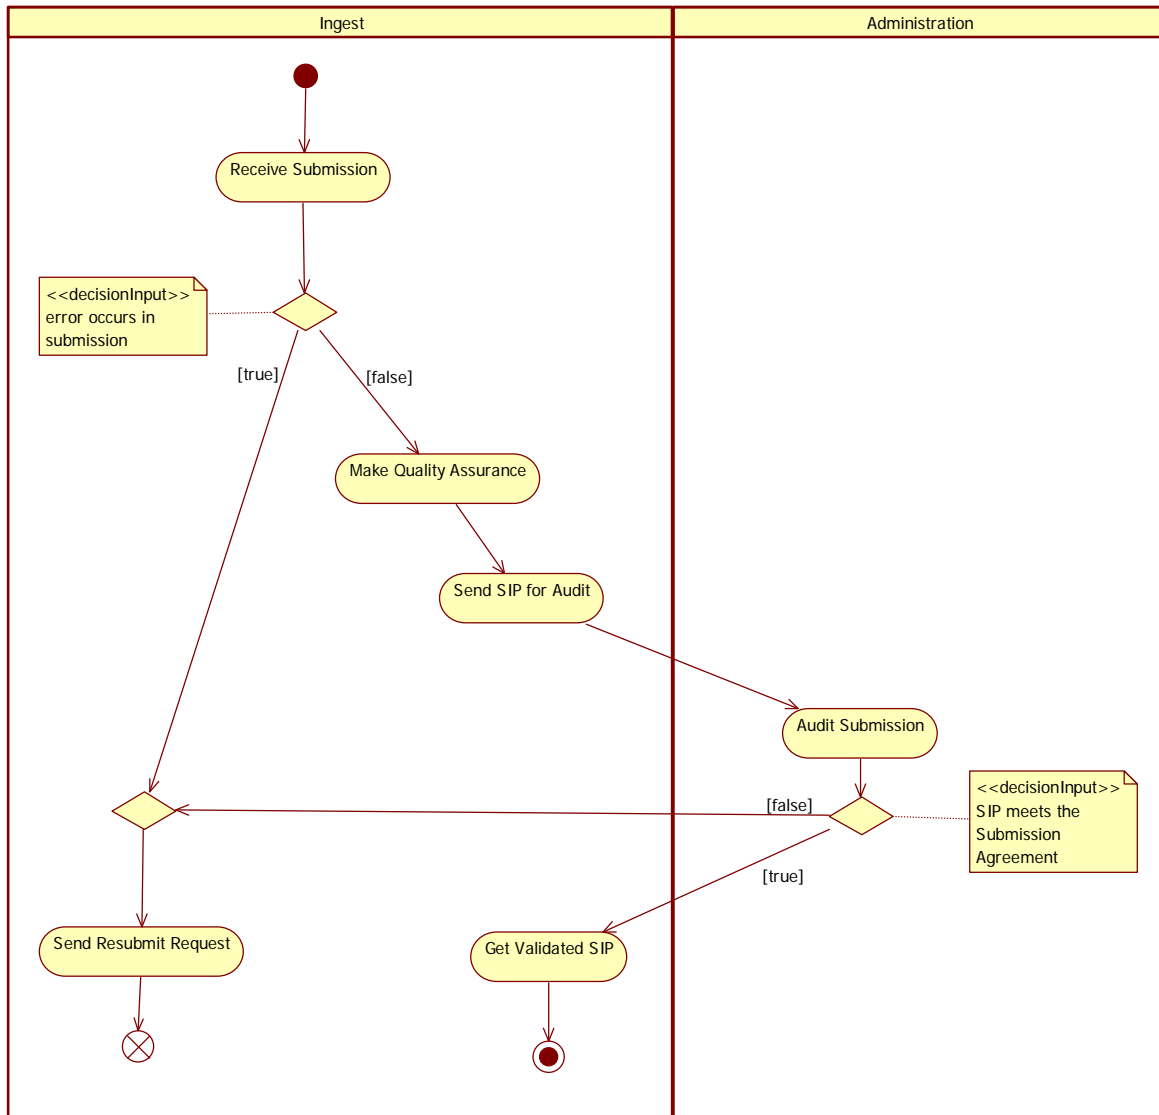 Ingest
Administration
Receive Submission
<<decisionInput>>
error occurs in
submission
[true]
[false]
Make Quality Assurance
Send SIP for Audit
Audit Submission
<<decisionInput>>
SIP meets the
Submission
Agreement
[false]
[true]
Send Resubmit Request
Get Validated SIP